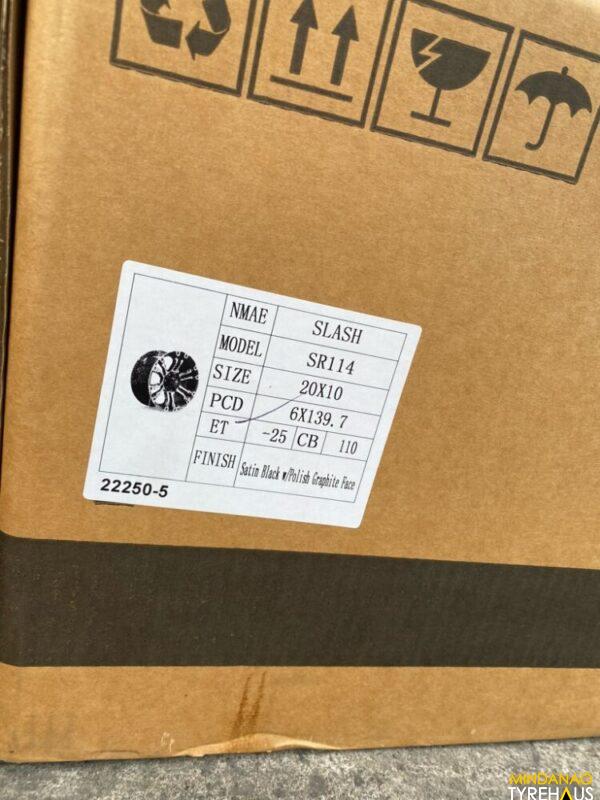 NMAE SLASH
MODEL SR114
SIZE 20X10
PCD 6X139.7
ET -25 CB 110
FINISH Satin Black w/Polish Graphite Face
22250-5
MINDANAO
TYREHAUS